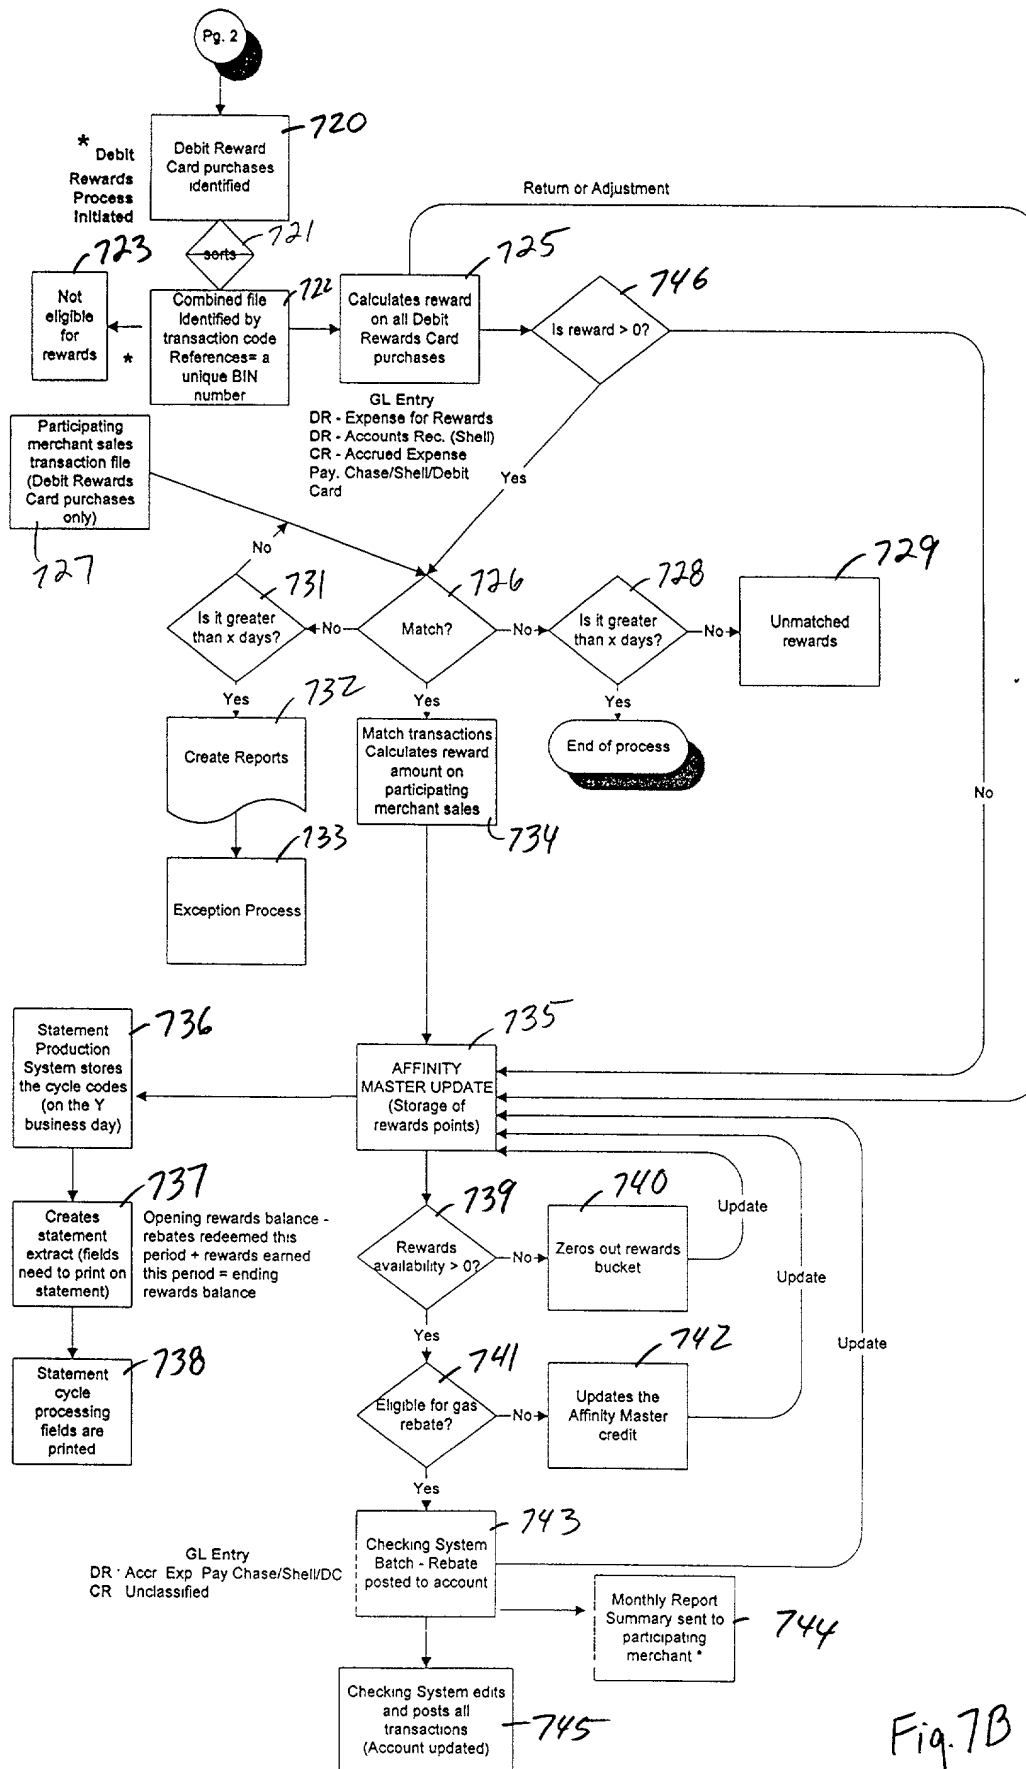 Pg. 2
720
* Debit
Rewards
Process
Initiated
Debit Reward
Card purchases
identified
Return or Adjustment
721
sorts
723
Not
eligible
for
rewards
*
722
Combined file
Identified by
transaction code
References= a
unique BIN
number
725
Calculates reward
on all Debit
Rewards Card
purchases
746
Is reward > 0?
GL Entry
DR - Expense for Rewards
DR - Accounts Rec. (Shell)
CR - Accrued Expense
Pay. Chase/Shell/Debit
Card
Participating
merchant sales
transaction file
(Debit Rewards
Card purchases
only)
727
Yes
No
731
Is it greater
than x days?
No
726
Match?
No
728
Is it greater
than x days?
No
729
Unmatched
rewards
Yes
732
Create Reports
Yes
Match transactions
Calculates reward
amount on
participating
merchant sales
734
Yes
End of process
No
733
Exception Process
736
Statement
Production
System stores
the cycle codes
(on the Y
business day)
735
AFFINITY
MASTER UPDATE
(Storage of
rewards points)
737
Creates
statement
extract (fields
need to print on
statement)
Opening rewards balance -
rebates redeemed this
period + rewards earned
this period = ending
rewards balance
739
Rewards
availability > 0?
No
740
Zeros out rewards
bucket
Update
Update
Update
738
Statement
cycle
processing
fields are
printed
Yes
741
Eligible for gas
rebate?
No
742
Updates the
Affinity Master
credit
Yes
GL Entry
DR · Accr Exp Pay Chase/Shell/DC
CR Unclassified
743
Checking System
Batch - Rebate
posted to account
Monthly Report
Summary sent to
participating
merchant *
744
Checking System edits
and posts all
transactions
(Account updated)
745
Fig. 7B